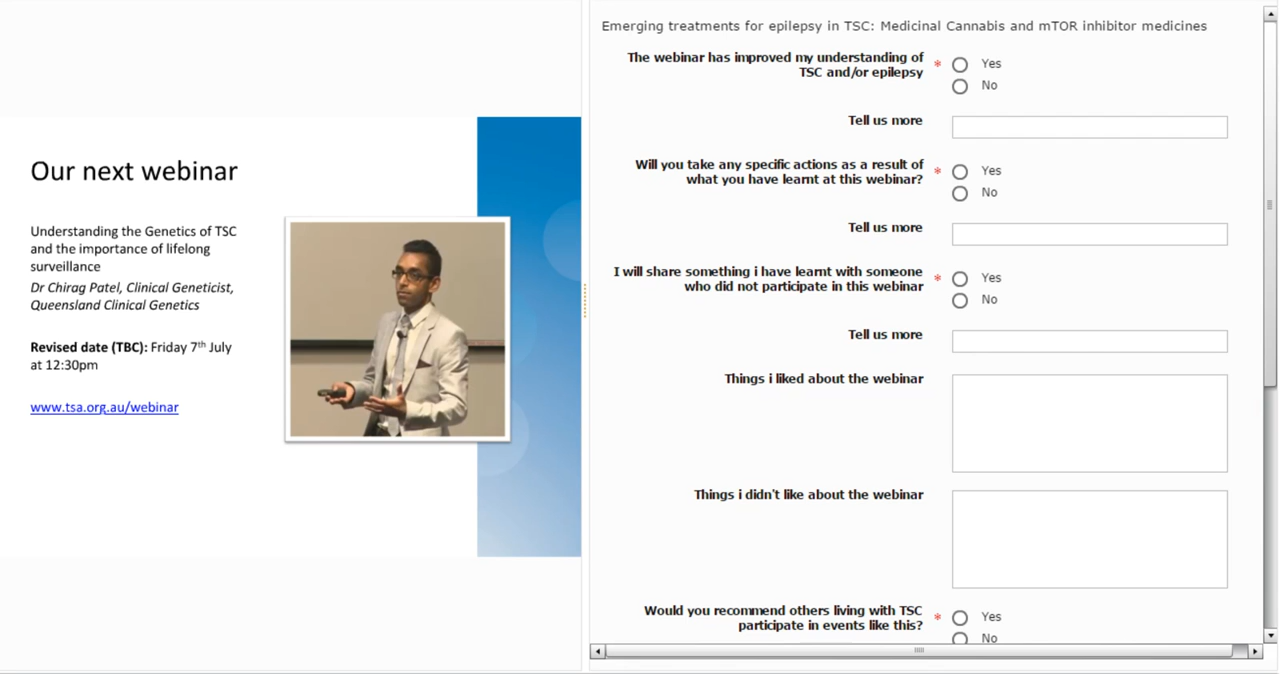 Our next webinar
Understanding the Genetics of TSC
and the importance of lifelong
surveillance
Dr Chirag Patel, Clinical Geneticist,
Queensland Clinical Genetics
Revised date (TBC): Friday 7th July
at 12:30pm
www.tsa.org.au/webinar
Emerging treatments for epilepsy in TSC: Medicinal Cannabis and mTOR inhibitor medicines
The webinar has improved my understanding of
TSC and/or epilepsy
* Yes
No
Tell us more
Will you take any specific actions as a result of
what you have learnt at this webinar?
* Yes
No
Tell us more
I will share something i have learnt with someone
who did not participate in this webinar
* Yes
No
Tell us more
Things i liked about the webinar
Things i didn't like about the webinar
Would you recommend others living with TSC
participate in events like this?
* Yes
No